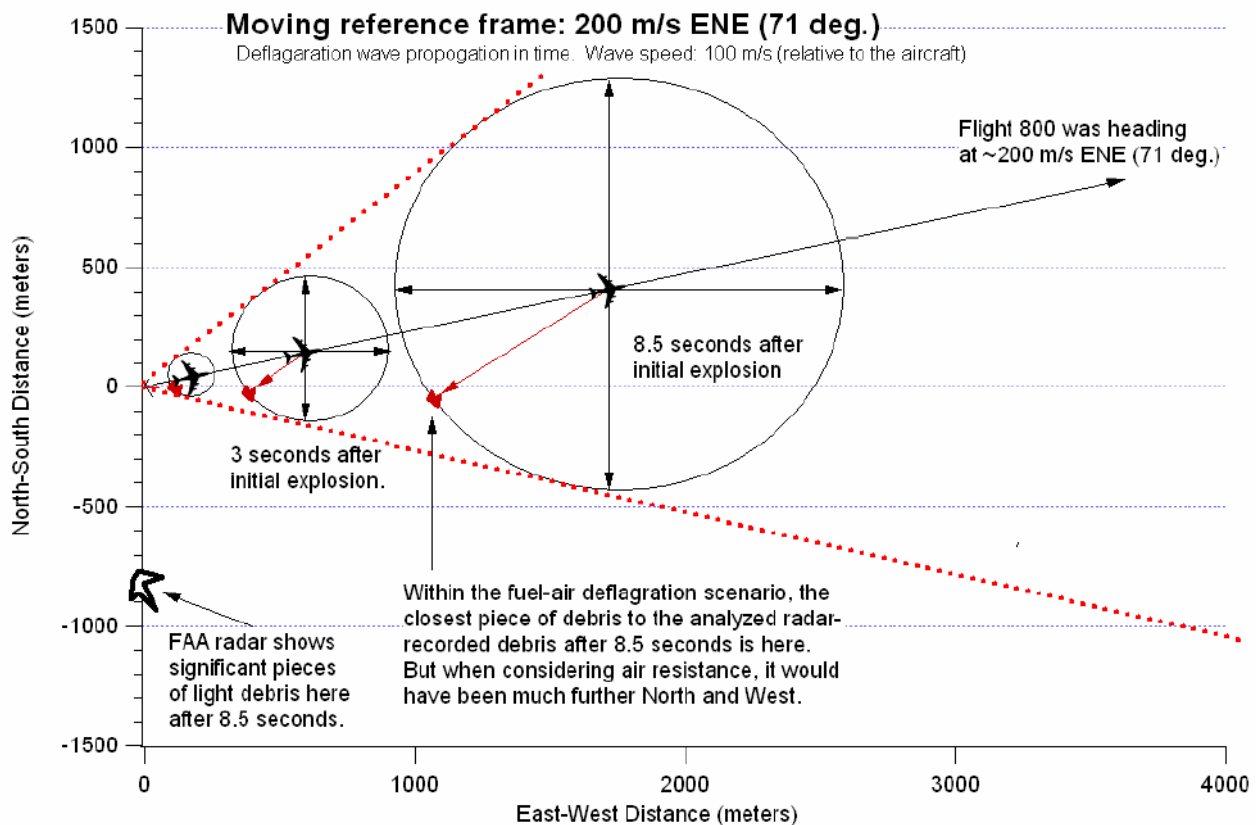 Moving reference frame: 200 m/s ENE (71 deg.)
Deflagaration wave propogation in time. Wave speed: 100 m/s (relative to the aircraft)
1500
1000
500
0
-500
-1000
-1500
North-South Distance (meters)
Flight 800 was heading
at ~200 m/s ENE (71 deg.)
8.5 seconds after
initial explosion
3 seconds after
initial explosion.
Within the fuel-air deflagration scenario, the
closest piece of debris to the analyzed radar-
recorded debris after 8.5 seconds is here.
But when considering air resistance, it would
have been much further North and West.
FAA radar shows
significant pieces
of light debris here
after 8.5 seconds.
0
1000
2000
3000
4000
East-West Distance (meters)